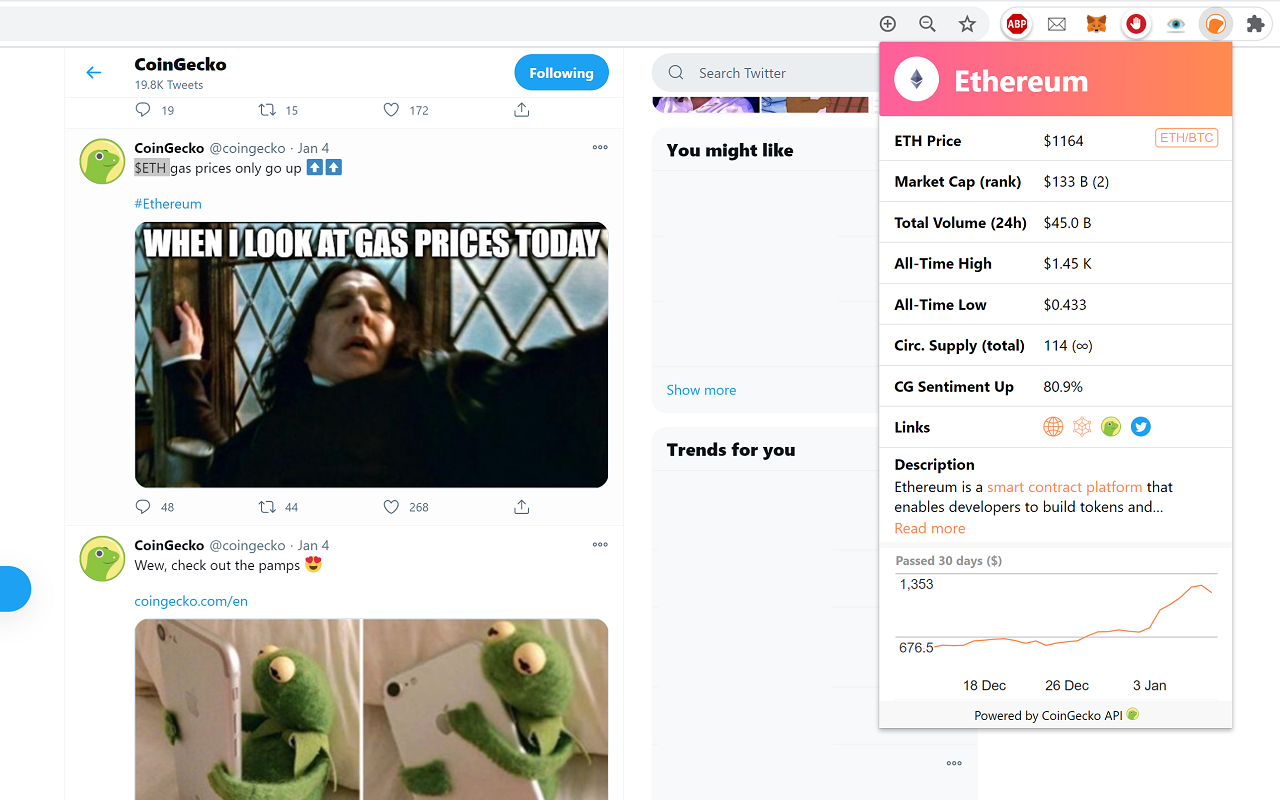 ABP
CoinGecko
19.8K Tweets
Following
Search Twitter
19
15
172
CoinGecko @coingecko · Jan 4
$ETH gas prices only go up ⬆️⬆️
#Ethereum
WHEN I LOOK AT GAS PRICES TODAY
48
44
268
CoinGecko @coingecko · Jan 4
Wew, check out the pamps 😍
coingecko.com/en
You might like
Show more
Trends for you
Ethereum
ETH Price $1164 ETH/BTC
Market Cap (rank) $133 B (2)
Total Volume (24h) $45.0 B
All-Time High $1.45 K
All-Time Low $0.433
Circ. Supply (total) 114 (∞)
CG Sentiment Up 80.9%
Links
Description
Ethereum is a smart contract platform that
enables developers to build tokens and...
Read more
Passed 30 days ($)
1,353
676.5
18 Dec 26 Dec 3 Jan
Powered by CoinGecko API